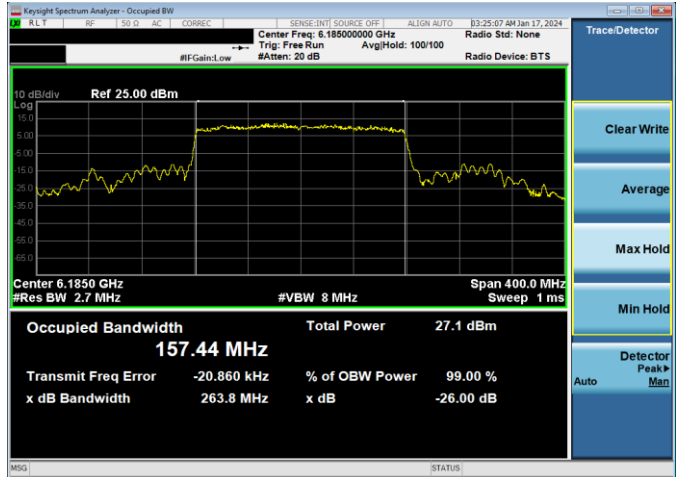 Keysight Spectrum Analyzer - Occupied BW
RLT RF 50 Ω AC CORREC SENSE:INT SOURCE OFF ALIGN AUTO 03:25:07 AM Jan 17, 2024
Center Freq: 6.185000000 GHz Radio Std: None
Trig: Free Run Avg|Hold: 100/100
#IFGain:Low #Atten: 20 dB Radio Device: BTS
Trace/Detector
10 dB/div Ref 25.00 dBm
Log
15.0
5.00
-5.00
-15.0
-25.0
-35.0
-45.0
-55.0
-65.0
Center 6.1850 GHz Span 400.0 MHz
#Res BW 2.7 MHz #VBW 8 MHz Sweep 1 ms
Occupied Bandwidth Total Power 27.1 dBm
157.44 MHz
Transmit Freq Error -20.860 kHz % of OBW Power 99.00 %
x dB Bandwidth 263.8 MHz x dB -26.00 dB
Clear Write
Average
Max Hold
Min Hold
Detector
Peak▶
Auto Man
MSG STATUS